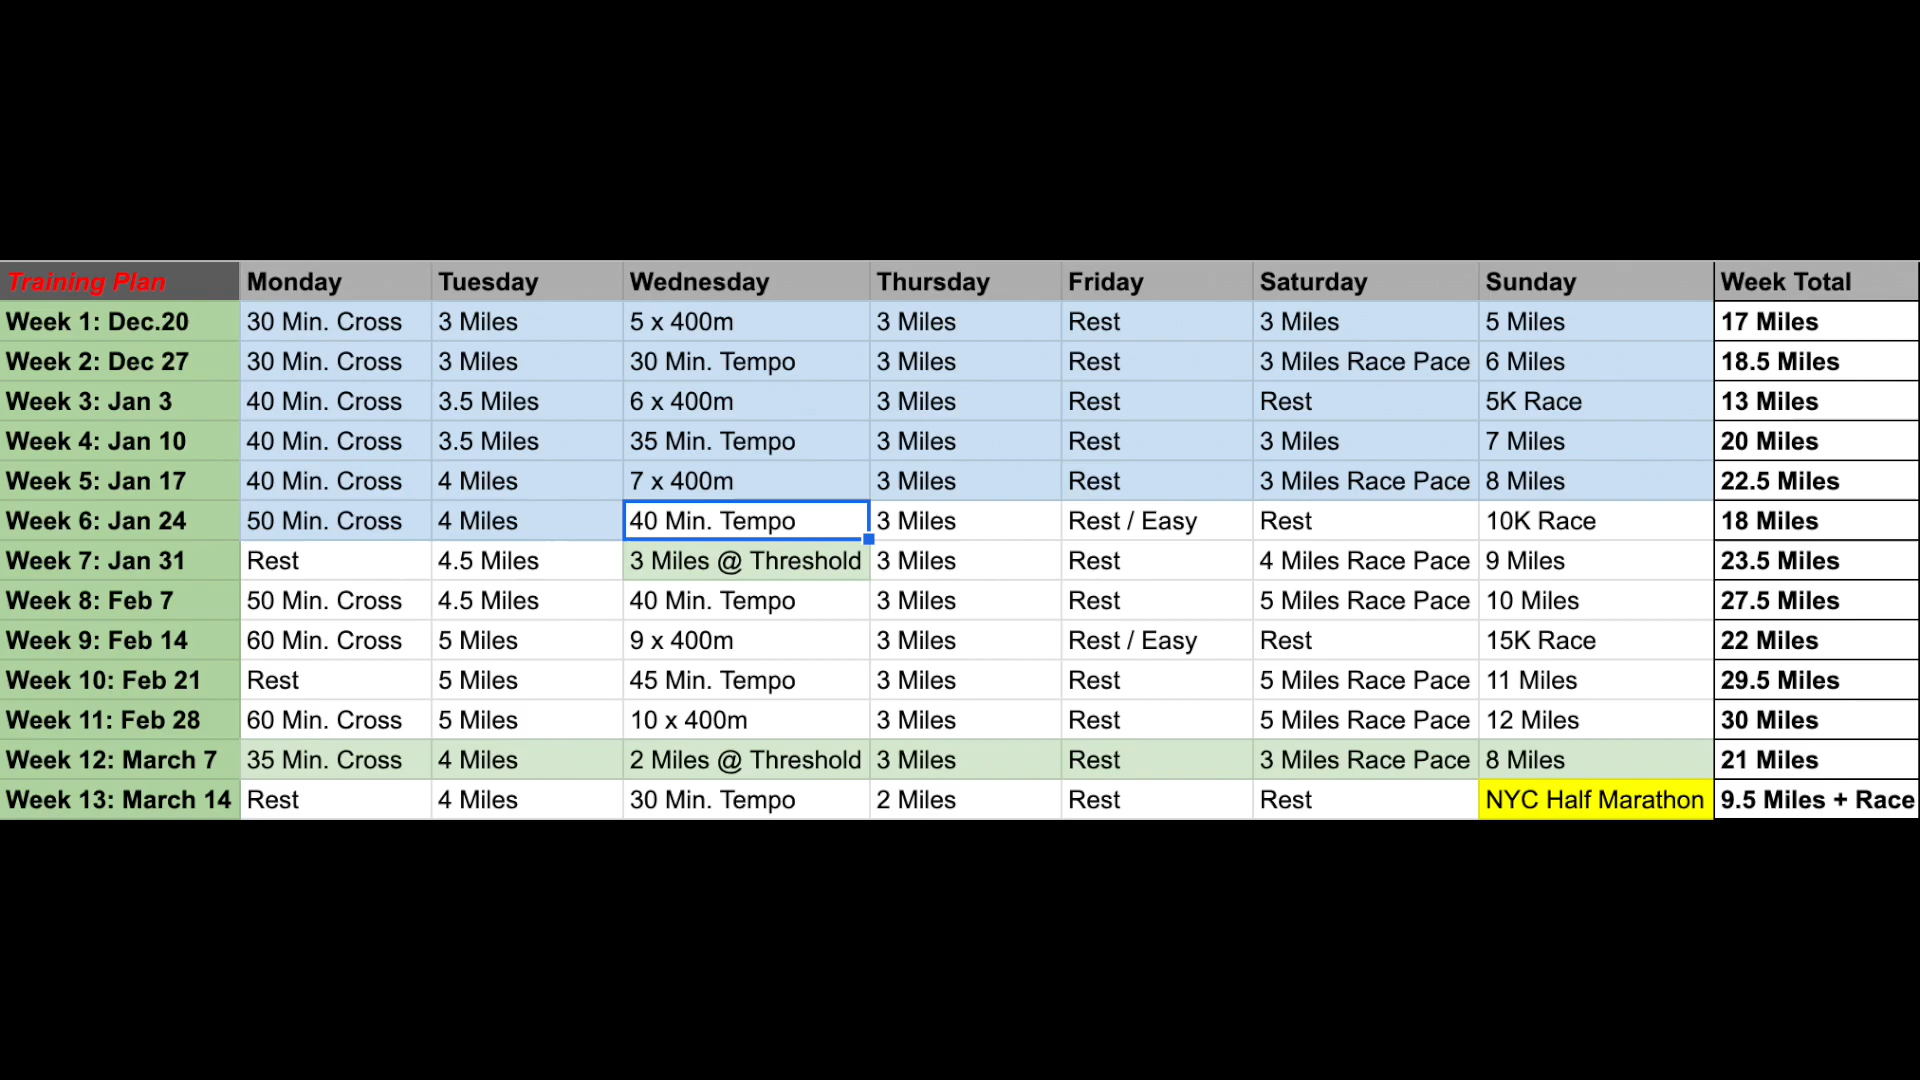 Training Plan Monday Tuesday Wednesday Thursday Friday Saturday Sunday Week Total
Week 1: Dec.20 30 Min. Cross 3 Miles 5 x 400m 3 Miles Rest 3 Miles 5 Miles 17 Miles
Week 2: Dec 27 30 Min. Cross 3 Miles 30 Min. Tempo 3 Miles Rest 3 Miles Race Pace 6 Miles 18.5 Miles
Week 3: Jan 3 40 Min. Cross 3.5 Miles 6 x 400m 3 Miles Rest Rest 5K Race 13 Miles
Week 4: Jan 10 40 Min. Cross 3.5 Miles 35 Min. Tempo 3 Miles Rest 3 Miles 7 Miles 20 Miles
Week 5: Jan 17 40 Min. Cross 4 Miles 7 x 400m 3 Miles Rest 3 Miles Race Pace 8 Miles 22.5 Miles
Week 6: Jan 24 50 Min. Cross 4 Miles 40 Min. Tempo 3 Miles Rest / Easy Rest 10K Race 18 Miles
Week 7: Jan 31 Rest 4.5 Miles 3 Miles @ Threshold 3 Miles Rest 4 Miles Race Pace 9 Miles 23.5 Miles
Week 8: Feb 7 50 Min. Cross 4.5 Miles 40 Min. Tempo 3 Miles Rest 5 Miles Race Pace 10 Miles 27.5 Miles
Week 9: Feb 14 60 Min. Cross 5 Miles 9 x 400m 3 Miles Rest / Easy Rest 15K Race 22 Miles
Week 10: Feb 21 Rest 5 Miles 45 Min. Tempo 3 Miles Rest 5 Miles Race Pace 11 Miles 29.5 Miles
Week 11: Feb 28 60 Min. Cross 5 Miles 10 x 400m 3 Miles Rest 5 Miles Race Pace 12 Miles 30 Miles
Week 12: March 7 35 Min. Cross 4 Miles 2 Miles @ Threshold 3 Miles Rest 3 Miles Race Pace 8 Miles 21 Miles
Week 13: March 14 Rest 4 Miles 30 Min. Tempo 2 Miles Rest Rest NYC Half Marathon 9.5 Miles + Race